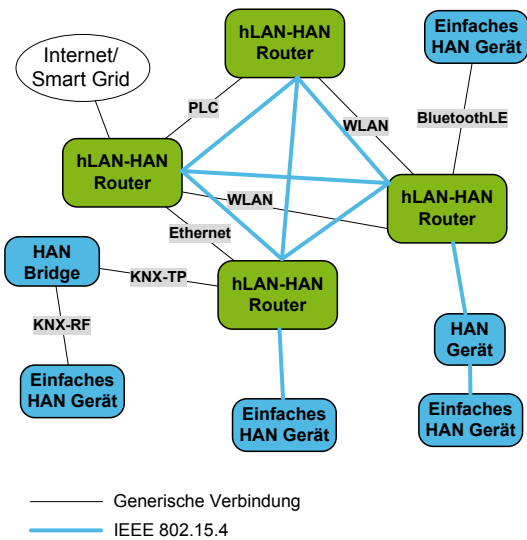 hLAN-HAN
Router
Einfaches
HAN Gerät
Internet/
Smart Grid
PLC
WLAN
BluetoothLE
hLAN-HAN
Router
WLAN
hLAN-HAN
Router
Ethernet
HAN
Bridge
KNX-TP
hLAN-HAN
Router
KNX-RF
HAN
Gerät
Einfaches
HAN Gerät
Einfaches
HAN Gerät
Einfaches
HAN Gerät
Generische Verbindung
IEEE 802.15.4